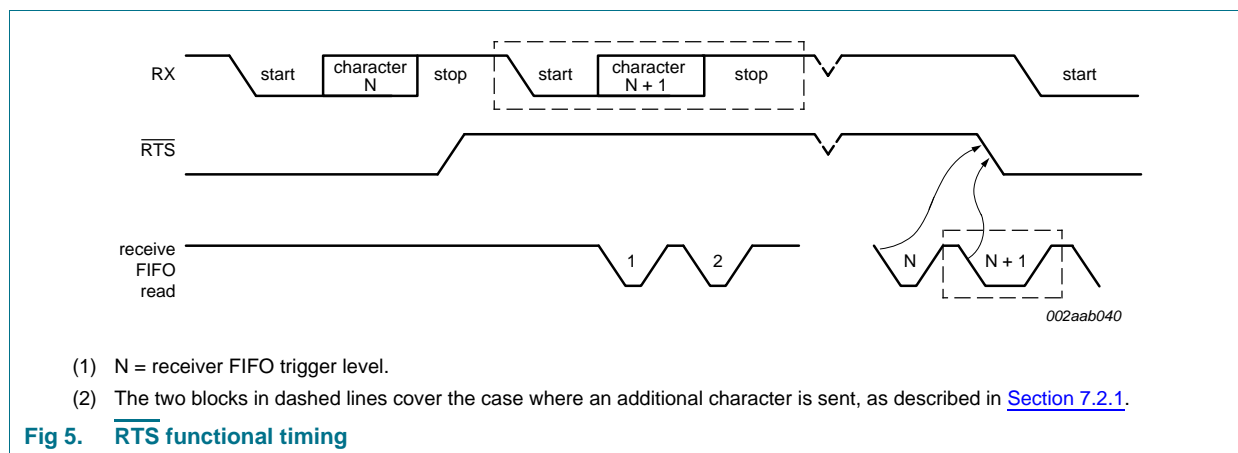 RX
start
character
N
stop
start
character
N + 1
stop
start
RTS
receive
FIFO
read
1
2
N
N + 1
002aab040
(1) N = receiver FIFO trigger level.
(2) The two blocks in dashed lines cover the case where an additional character is sent, as described in Section 7.2.1.
Fig 5. RTS functional timing